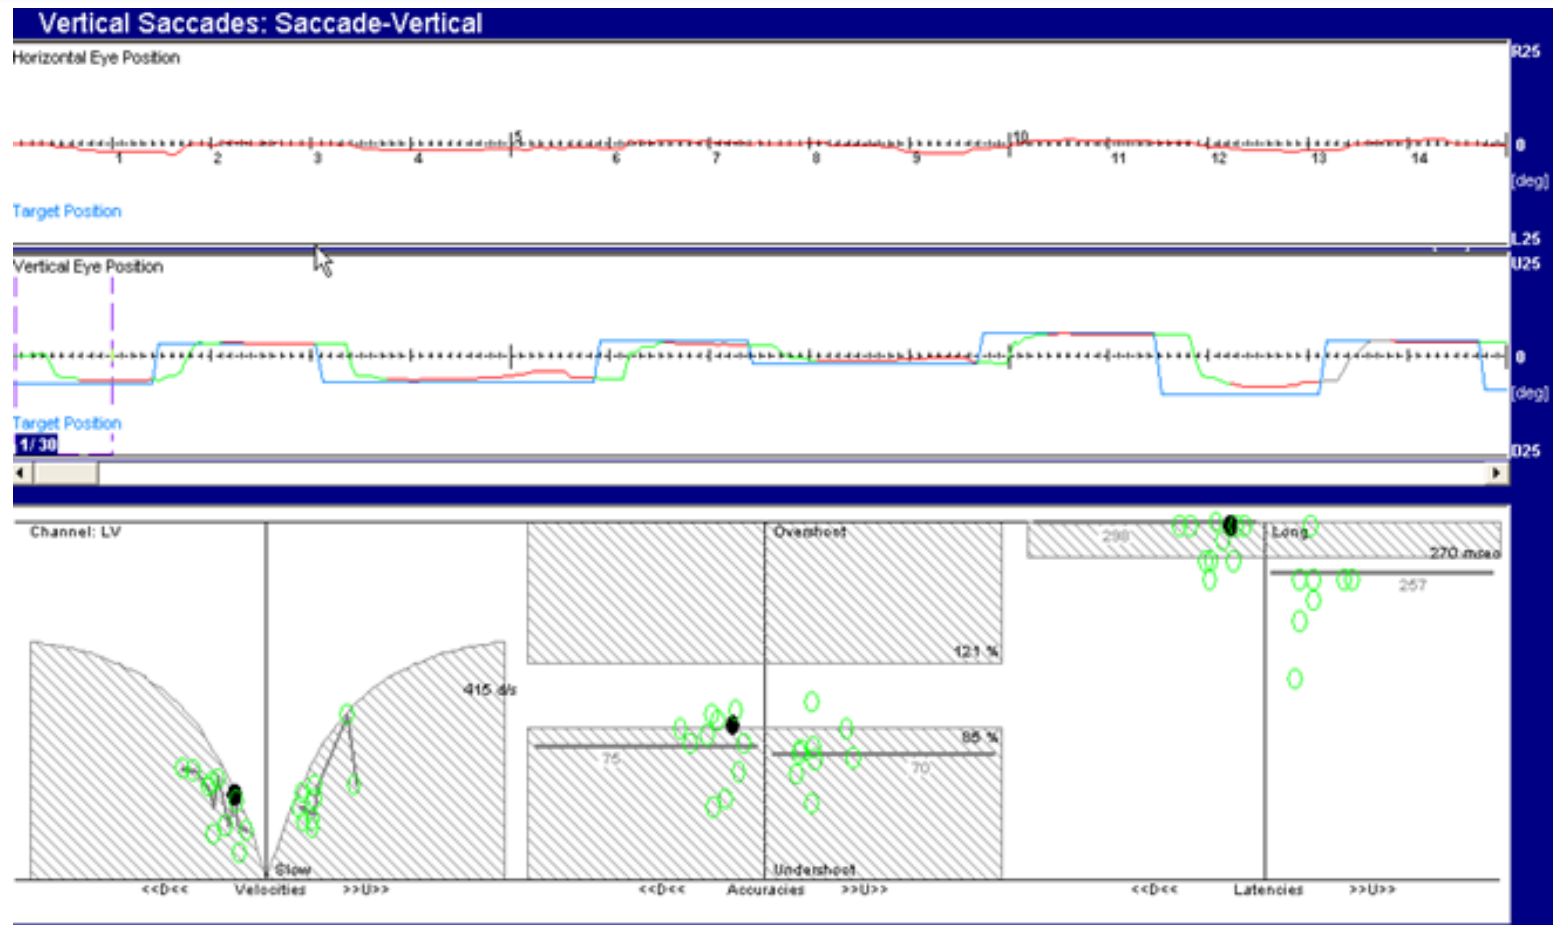 Vertical Saccades: Saccade-Vertical
Horizontal Eye Position
R25
5
10
1 2 3 4 6 7 8 9 11 12 13 14
0
[deg]
Target Position
L25
Vertical Eye Position
U25
0
[deg]
Target Position
1/ 30
D25
Channel: LV
Overshoot
298
Long
270 msec
257
121 %
415 d/s
85 %
75
70
Slow
Undershoot
<<D<< Velocities >>U>>
<<D<< Accuracies >>U>>
<<D<< Latencies >>U>>